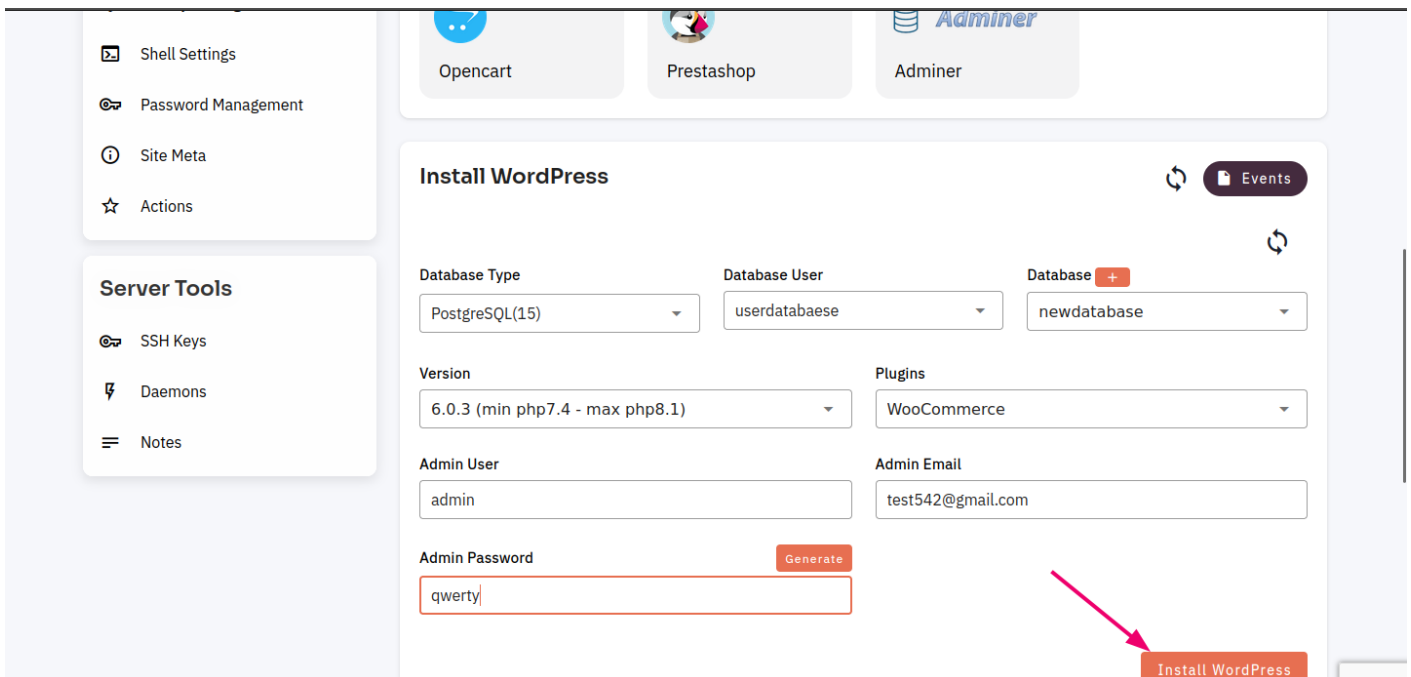 Shell Settings
Password Management
Site Meta
Actions
Server Tools
SSH Keys
Daemons
Notes
Adminer
Opencart
Prestashop
Adminer
Install WordPress
Events
Database Type
Database User
Database +
PostgreSQL(15)
userdatabaese
newdatabase
Version
Plugins
6.0.3 (min php7.4 - max php8.1)
WooCommerce
Admin User
Admin Email
admin
test542@gmail.com
Admin Password
Generate
qwerty
Install WordPress